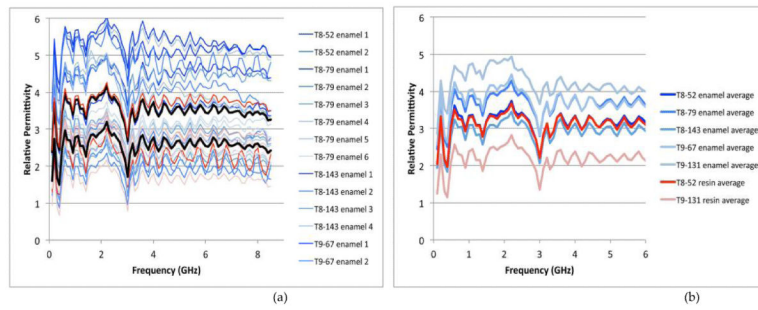 6
5
4
3
2
1
0
Relative Permittivity
0
2
4
6
8
Frequency (GHz)
T8-52 enamel 1
T8-52 enamel 2
T8-79 enamel 1
T8-79 enamel 2
T8-79 enamel 3
T8-79 enamel 4
T8-79 enamel 5
T8-79 enamel 6
T8-143 enamel 1
T8-143 enamel 2
T8-143 enamel 3
T8-143 enamel 4
T9-67 enamel 1
T9-67 enamel 2
(a)
6
5
4
3
2
1
0
Relative Permittivity
0
1
2
3
4
5
6
Frequency (GHz)
T8-52 enamel average
T8-79 enamel average
T8-143 enamel average
T9-67 enamel average
T9-131 enamel average
T8-52 resin average
T9-131 resin average
(b)